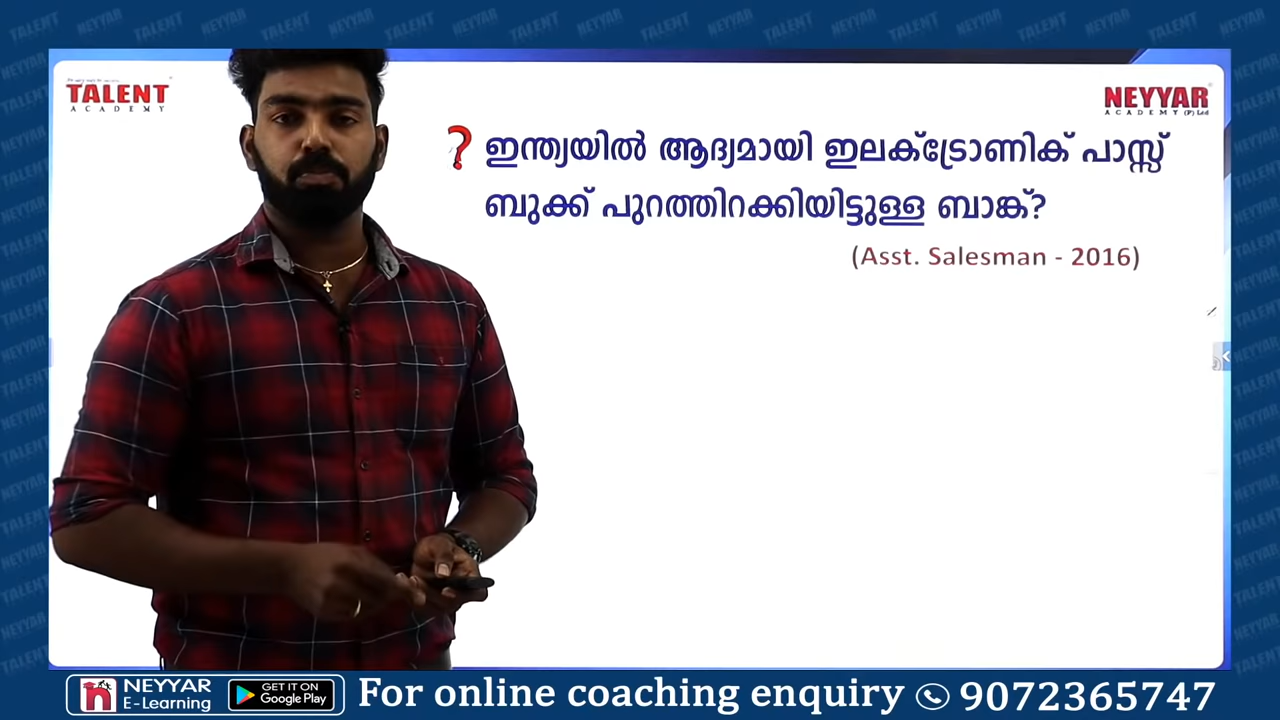 TALENT
ACADEMY
NEYYAR
ACADEMY (P) Ltd
? ഇന്ത്യയിൽ ആദ്യമായി ഇലക്ട്രോണിക് പാസ്സ്
ബുക്ക് പുറത്തിറക്കിയിട്ടുള്ള ബാങ്ക്?
(Asst. Salesman - 2016)
NEYYAR
E-Learning
GET IT ON
Google Play
For online coaching enquiry 9072365747